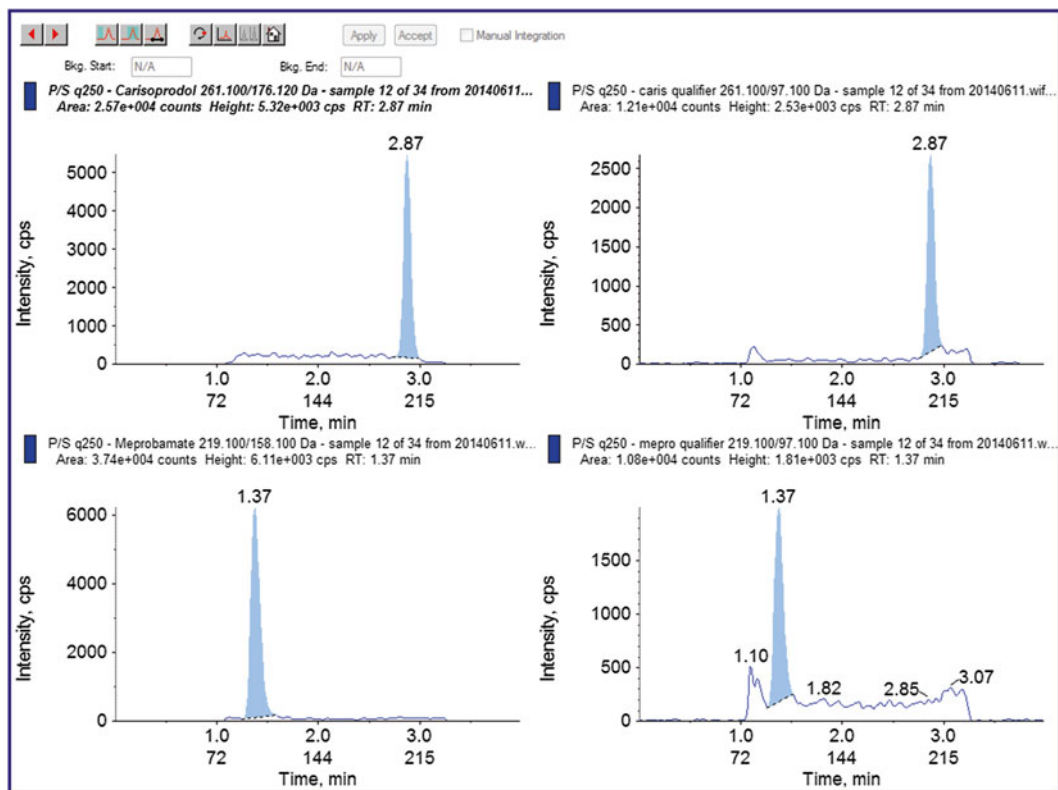 Apply Accept Manual Integration
Bkg. Start: N/A Bkg. End: N/A
P/S q250 - Carisoprodol 261.100/176.120 Da - sample 12 of 34 from 20140611...
Area: 2.57e+004 counts Height: 5.32e+003 cps RT: 2.87 min
2.87
5000
4000
3000
2000
1000
0
Intensity, cps
1.0 2.0 3.0
72 144 215
Time, min
P/S q250 - caris qualifier 261.100/97.100 Da - sample 12 of 34 from 20140611.wif...
Area: 1.21e+004 counts Height: 2.53e+003 cps RT: 2.87 min
2.87
2500
2000
1500
1000
500
0
Intensity, cps
1.0 2.0 3.0
72 144 215
Time, min
P/S q250 - Meprobamate 219.100/158.100 Da - sample 12 of 34 from 20140611.w...
Area: 3.74e+004 counts Height: 6.11e+003 cps RT: 1.37 min
1.37
6000
4000
2000
0
Intensity, cps
1.0 2.0 3.0
72 144 215
Time, min
P/S q250 - mepro qualifier 219.100/97.100 Da - sample 12 of 34 from 20140611.w...
Area: 1.08e+004 counts Height: 1.81e+003 cps RT: 1.37 min
1.37
1500
1000
500
0
1.10
1.82
2.85
3.07
Intensity, cps
1.0 2.0 3.0
72 144 215
Time, min